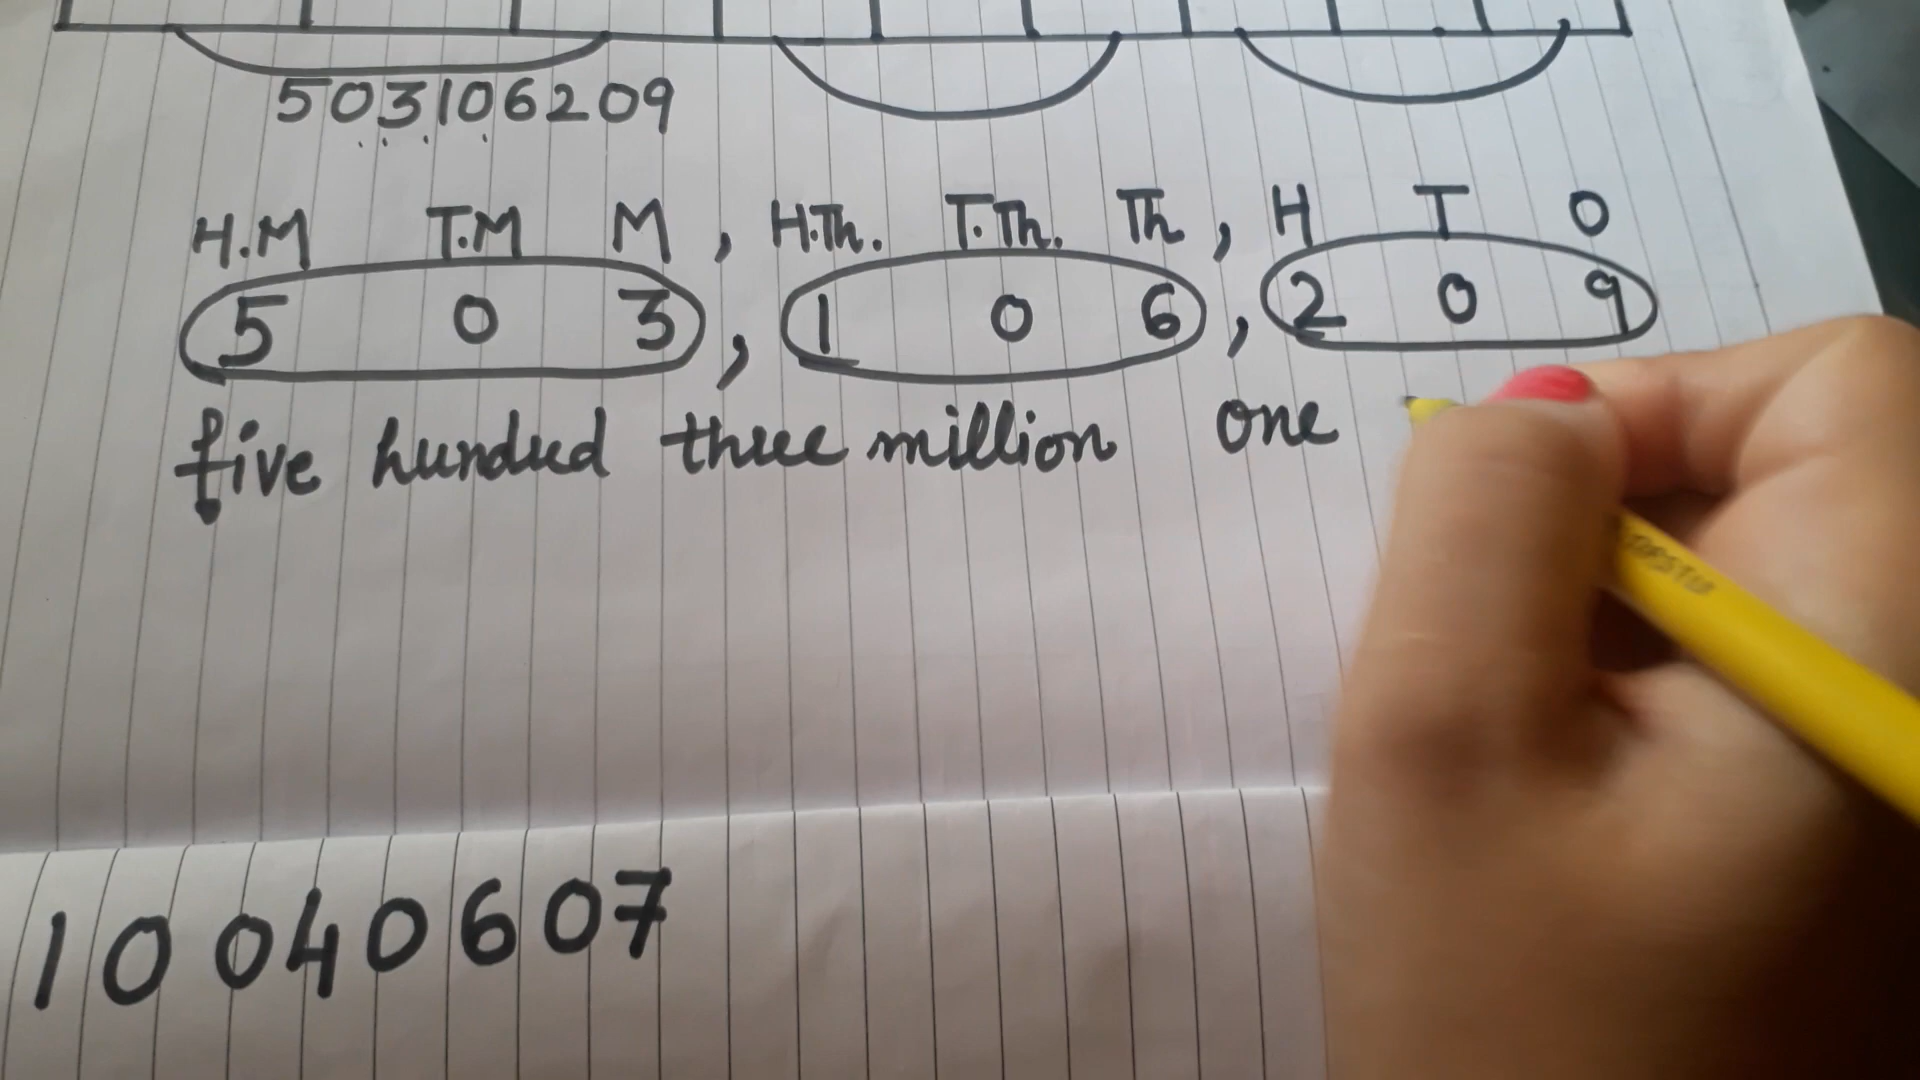 503106209
H.M T.M M , H.Th. T.Th. Th , H T O
5 0 3 , 1 0 6 , 2 0 9
five hundred three million one
10040607